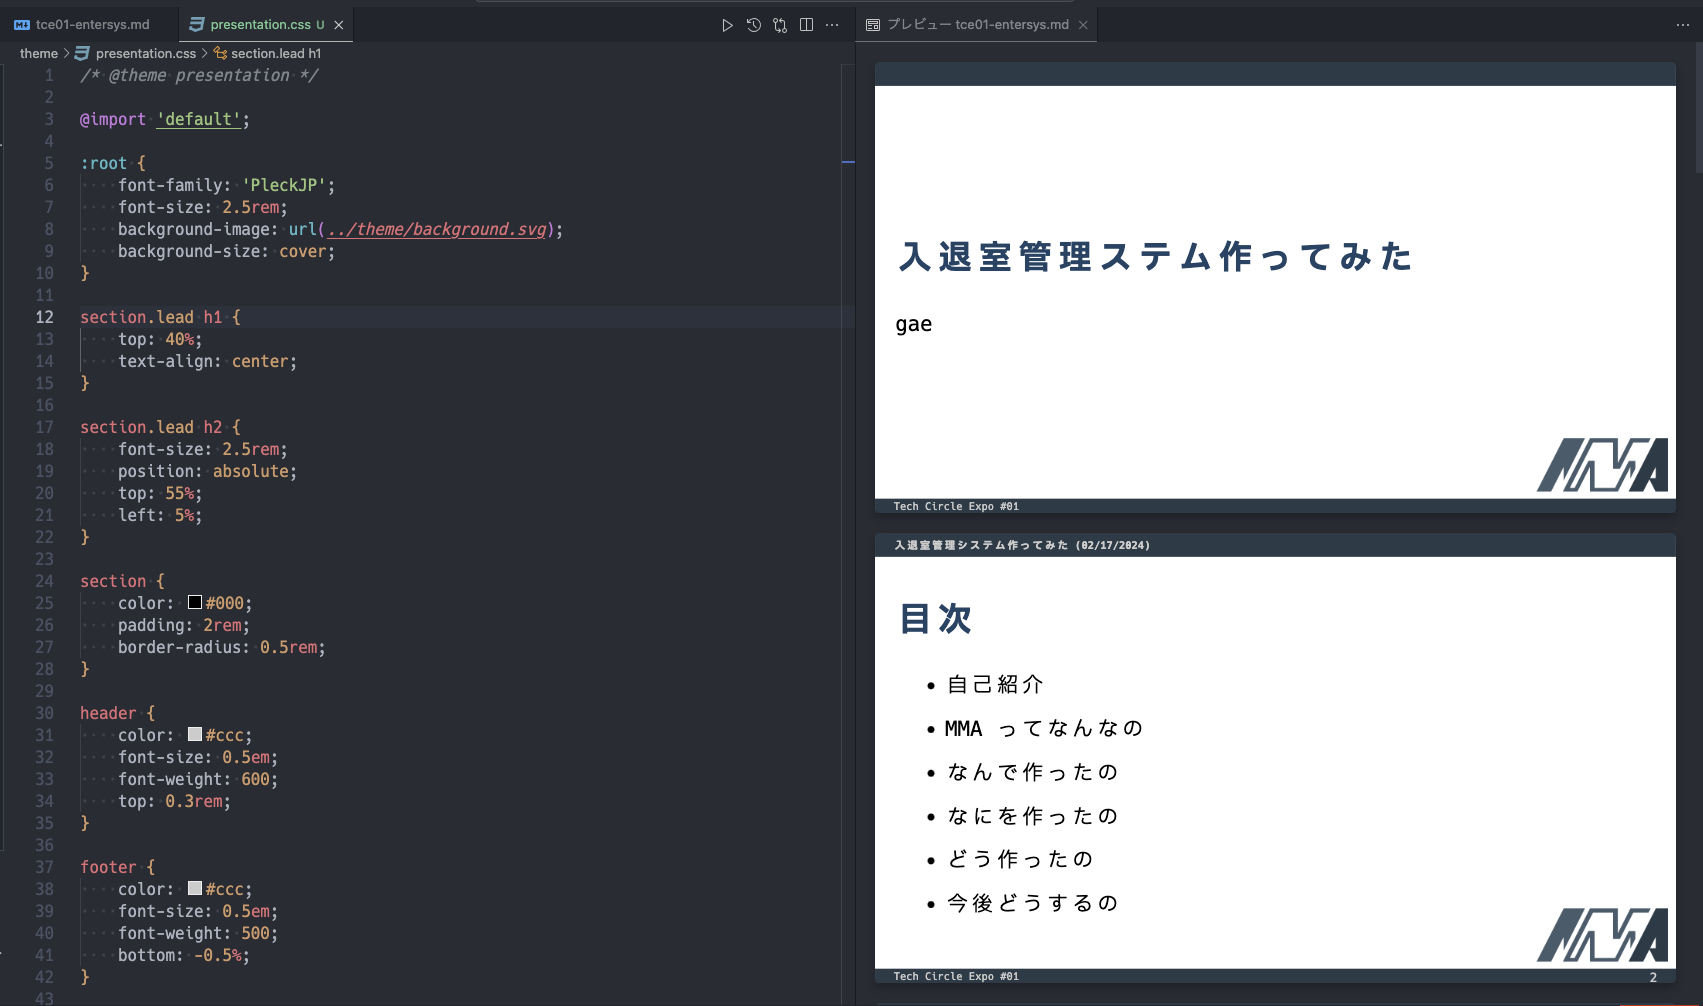 tce01-entersys.md
presentation.css U
プレビュー tce01-entersys.md
theme > presentation.css > section.lead h1
1 /* @theme presentation */
2
3 @import 'default';
4
5 :root {
6 font-family: 'PleckJP';
7 font-size: 2.5rem;
8 background-image: url(../theme/background.svg);
9 background-size: cover;
10 }
11
12 section.lead h1 {
13 top: 40%;
14 text-align: center;
15 }
16
17 section.lead h2 {
18 font-size: 2.5rem;
19 position: absolute;
20 top: 55%;
21 left: 5%;
22 }
23
24 section {
25 color: #000;
26 padding: 2rem;
27 border-radius: 0.5rem;
28 }
29
30 header {
31 color: #ccc;
32 font-size: 0.5em;
33 font-weight: 600;
34 top: 0.3rem;
35 }
36
37 footer {
38 color: #ccc;
39 font-size: 0.5em;
40 font-weight: 500;
41 bottom: -0.5%;
42 }
43
入退室管理ステム作ってみた
gae
MMA
Tech Circle Expo #01
入退室管理システム作ってみた (02/17/2024)
目次
• 自己紹介
• MMA ってなんなの
• なんで作ったの
• なにを作ったの
• どう作ったの
• 今後どうするの
MMA
Tech Circle Expo #01
2